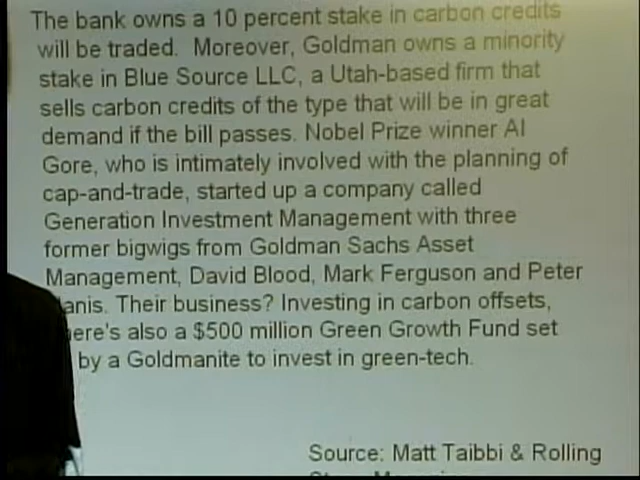 The bank owns a 10 percent stake in carbon credits
will be traded. Moreover, Goldman owns a minority
stake in Blue Source LLC, a Utah-based firm that
sells carbon credits of the type that will be in great
demand if the bill passes. Nobel Prize winner Al
Gore, who is intimately involved with the planning of
cap-and-trade, started up a company called
Generation Investment Management with three
former bigwigs from Goldman Sachs Asset
Management, David Blood, Mark Ferguson and Peter
anis. Their business? Investing in carbon offsets,
ere's also a $500 million Green Growth Fund set
by a Goldmanite to invest in green-tech.
Source: Matt Taibbi & Rolling